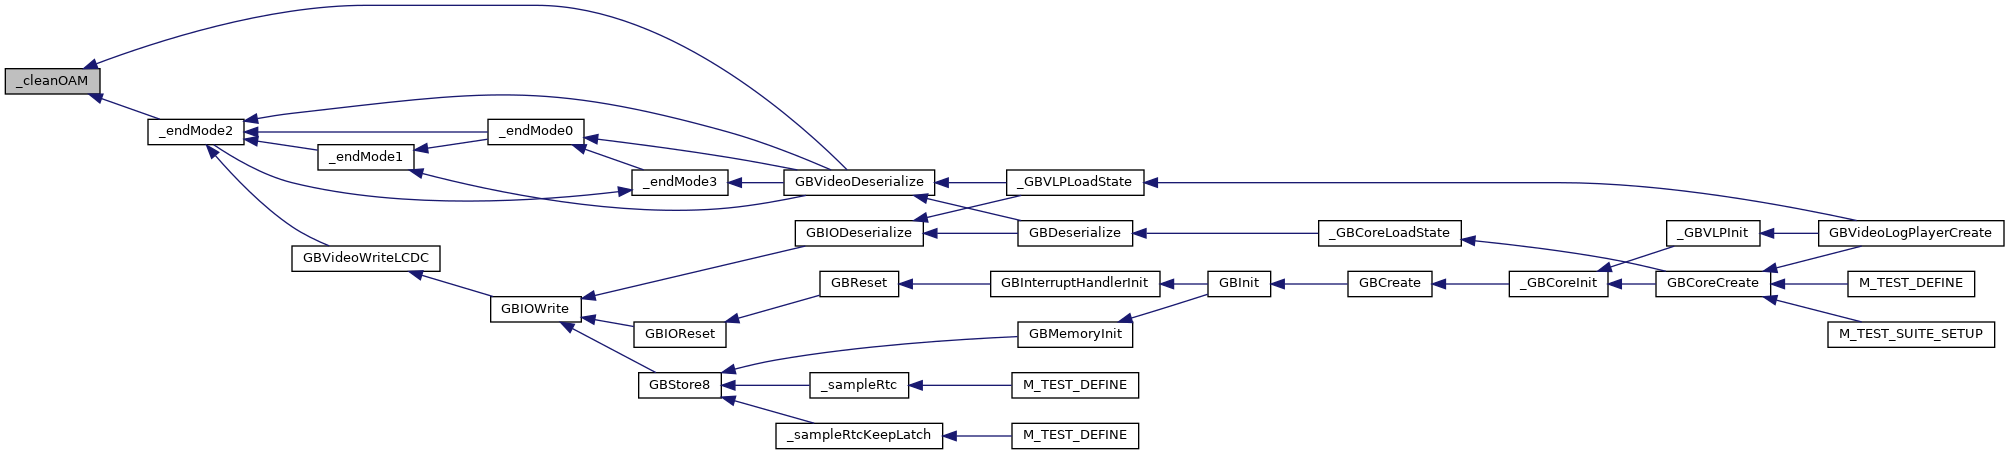 _cleanOAM
_endMode2
_endMode0
_endMode1
_endMode3
GBVideoDeserialize
_GBVLPLoadState
GBIODeserialize
GBDeserialize
_GBCoreLoadState
_GBVLPInit
GBVideoLogPlayerCreate
GBVideoWriteLCDC
GBReset
GBInterruptHandlerInit
GBInit
GBCreate
_GBCoreInit
GBCoreCreate
M_TEST_DEFINE
GBIOWrite
GBIOReset
GBMemoryInit
M_TEST_SUITE_SETUP
GBStore8
_sampleRtc
M_TEST_DEFINE
_sampleRtcKeepLatch
M_TEST_DEFINE